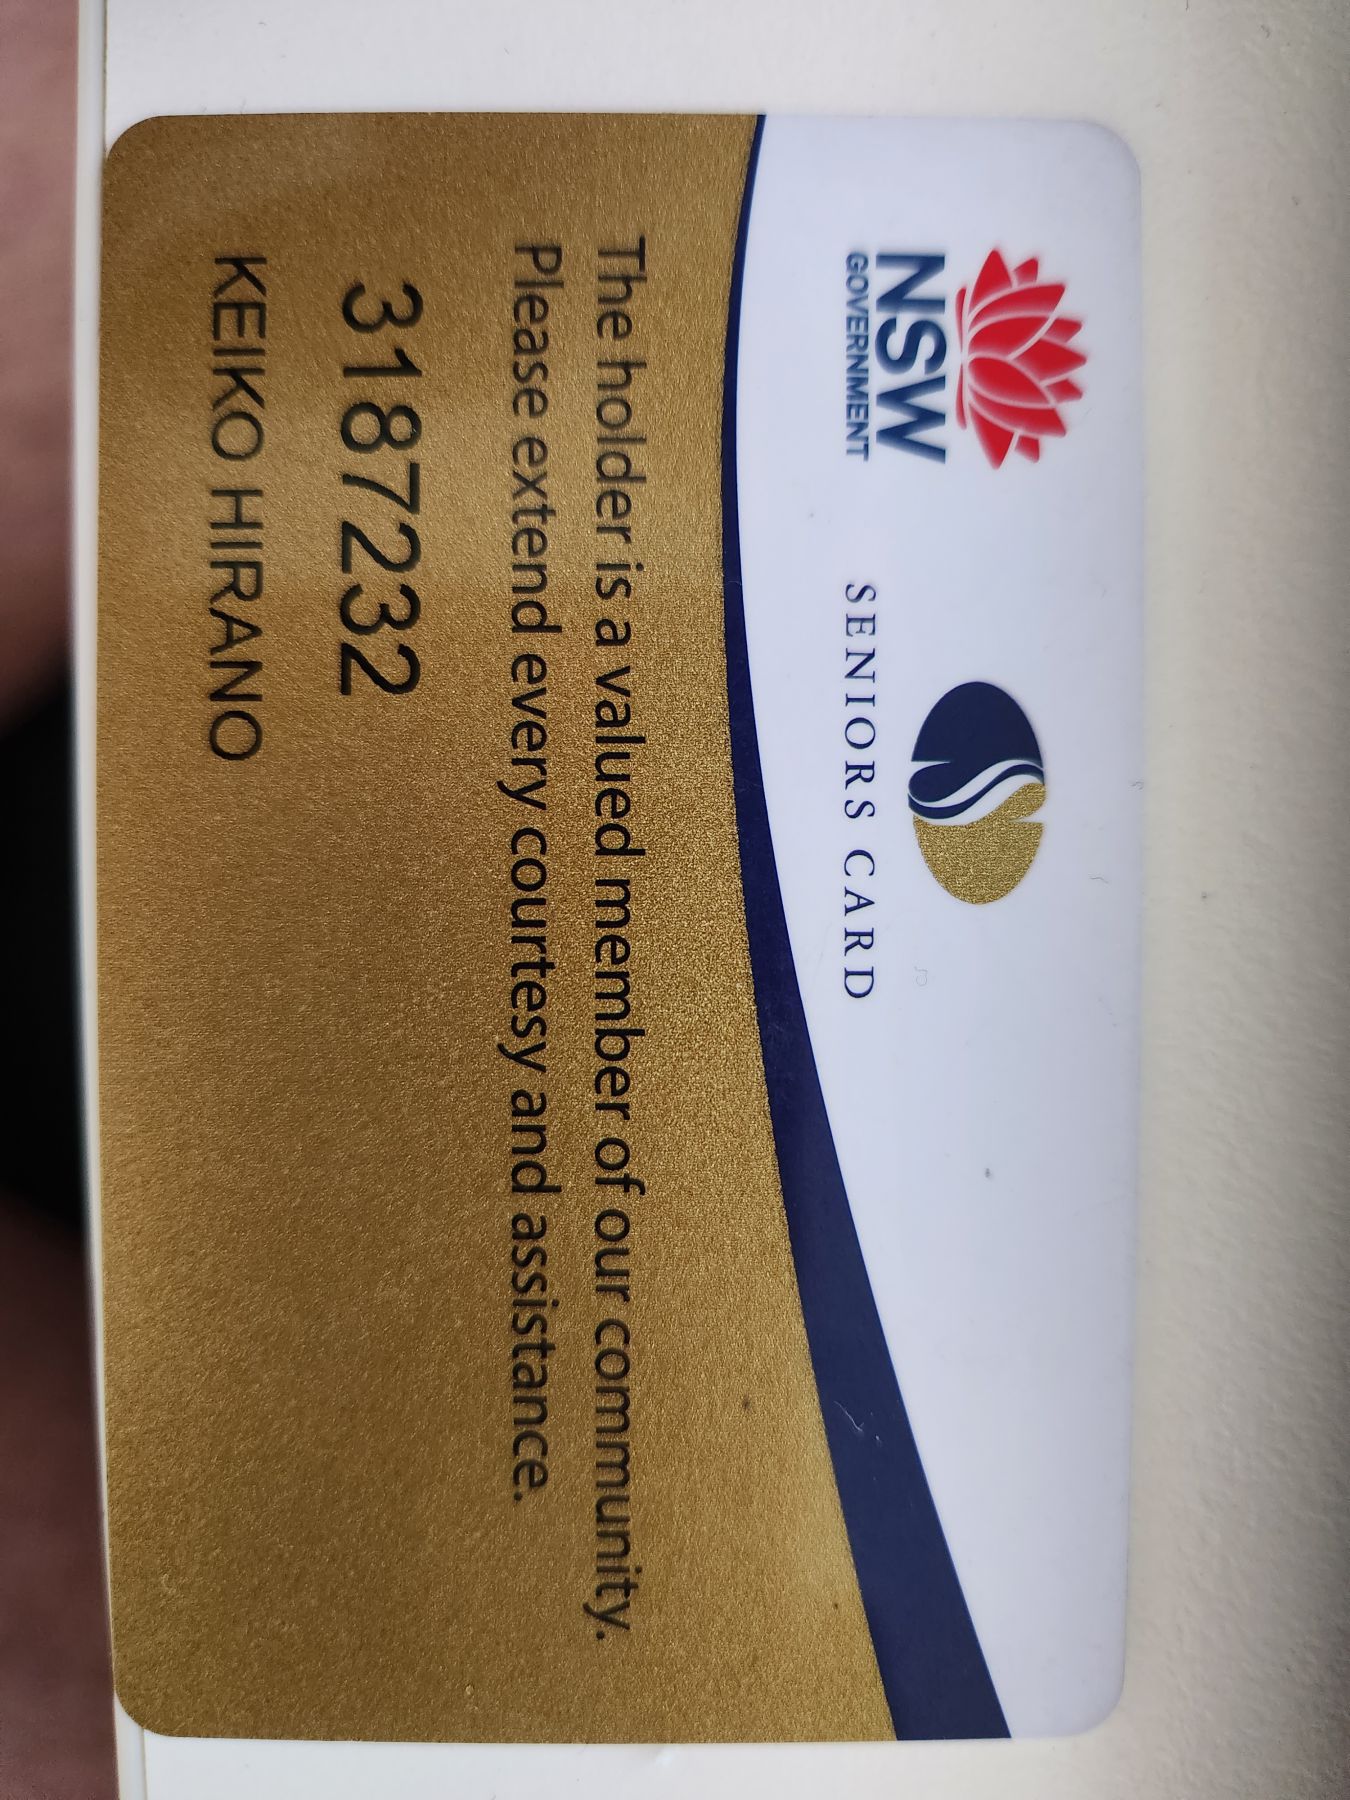 NSW
GOVERNMENT
SENIORS CARD
The holder is a valued member of our community.
Please extend every courtesy and assistance.
3187232
KEIKO HIRANO